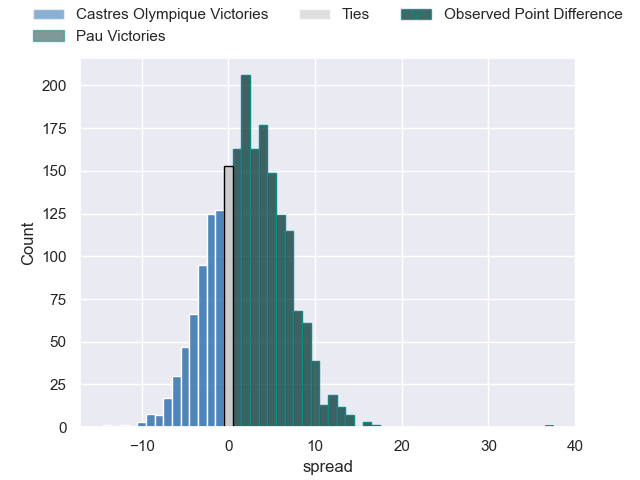 Castres Olympique Victories
Ties
Observed Point Difference
Pau Victories
200
175
150
125
100
75
50
25
0
Count
−10
0
10
20
30
40
spread